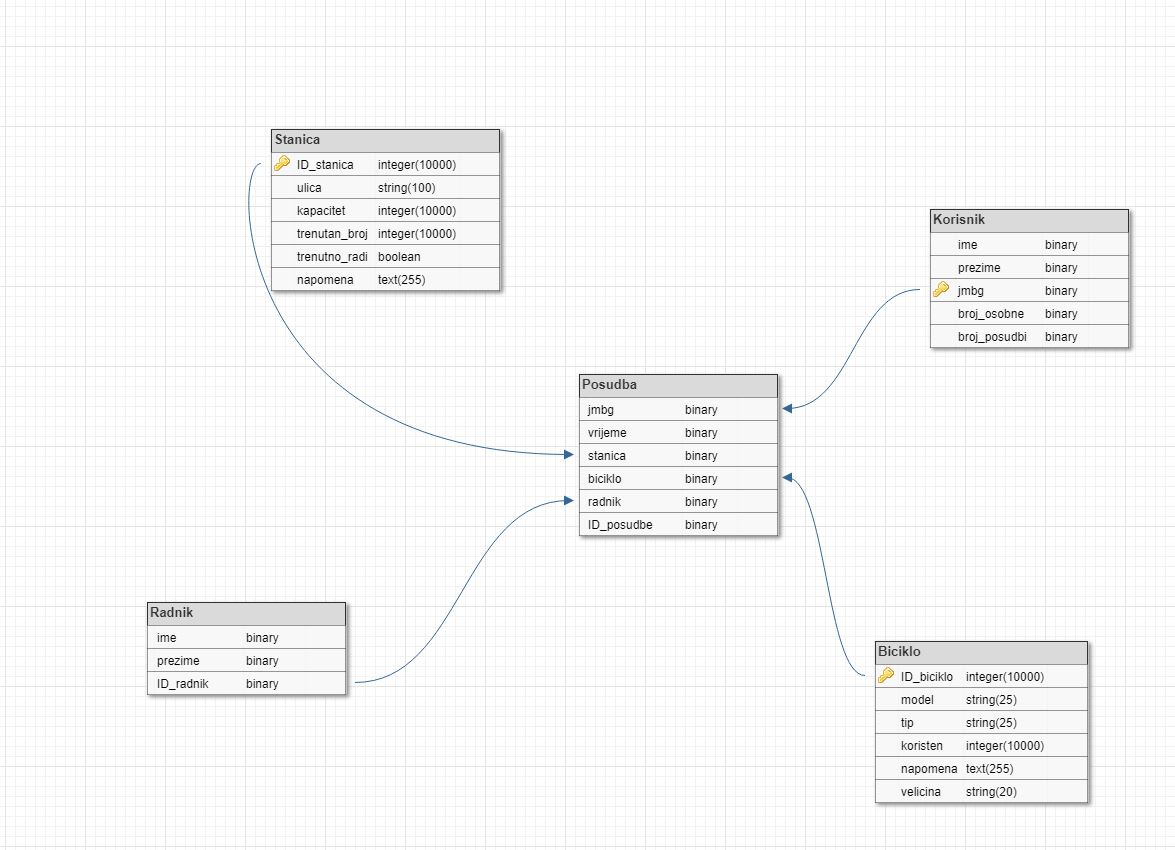 Stanica
ID_stanica integer(10000)
ulica string(100)
kapacitet integer(10000)
trenutan_broj integer(10000)
trenutno_radi boolean
napomena text(255)
Korisnik
ime binary
prezime binary
jmbg binary
broj_osobne binary
broj_posudbi binary
Posudba
jmbg binary
vrijeme binary
stanica binary
biciklo binary
radnik binary
ID_posudbe binary
Radnik
ime binary
prezime binary
ID_radnik binary
Biciklo
ID_biciklo integer(10000)
model string(25)
tip string(25)
koristen integer(10000)
napomena text(255)
velicina string(20)